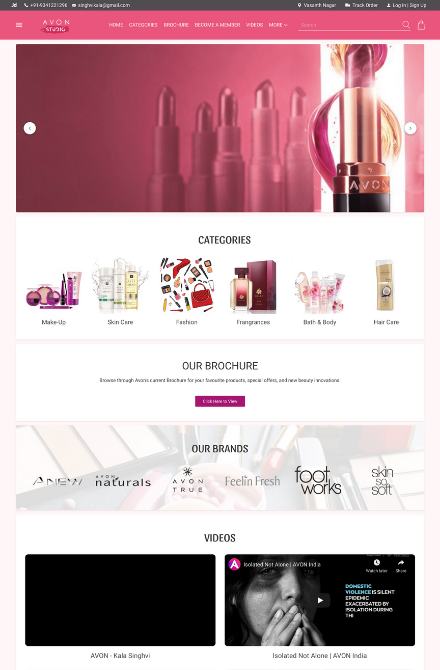 Jd +919341221296 singhvikala@gmail.com Vasanth Nagar Track Order Log In | Sign Up
AVON
STUDIO
HOME CATEGORIES BROCHURE BECOME A MEMBER VIDEOS MORE Search
AVON
CATEGORIES
Make-Up Skin Care Fashion Frangrances Bath & Body Hair Care
OUR BROCHURE
Browse through Avon's current Brochure for your favourite products, special offers, and new beauty innovations
Click Here to View
OUR BRANDS
ANEW
AVON
naturals
AVON
TRUE
Feelin Fresh
foot
works
skin
so
soft
VIDEOS
Isolated Not Alone | AVON India
Watch later Share
DOMESTIC
VIOLENCE IS SILENT
EPIDEMIC
EXACERBATED BY
ISOLATION DURING
THI
AVON - Kala Singhvi Isolated Not Alone | AVON India